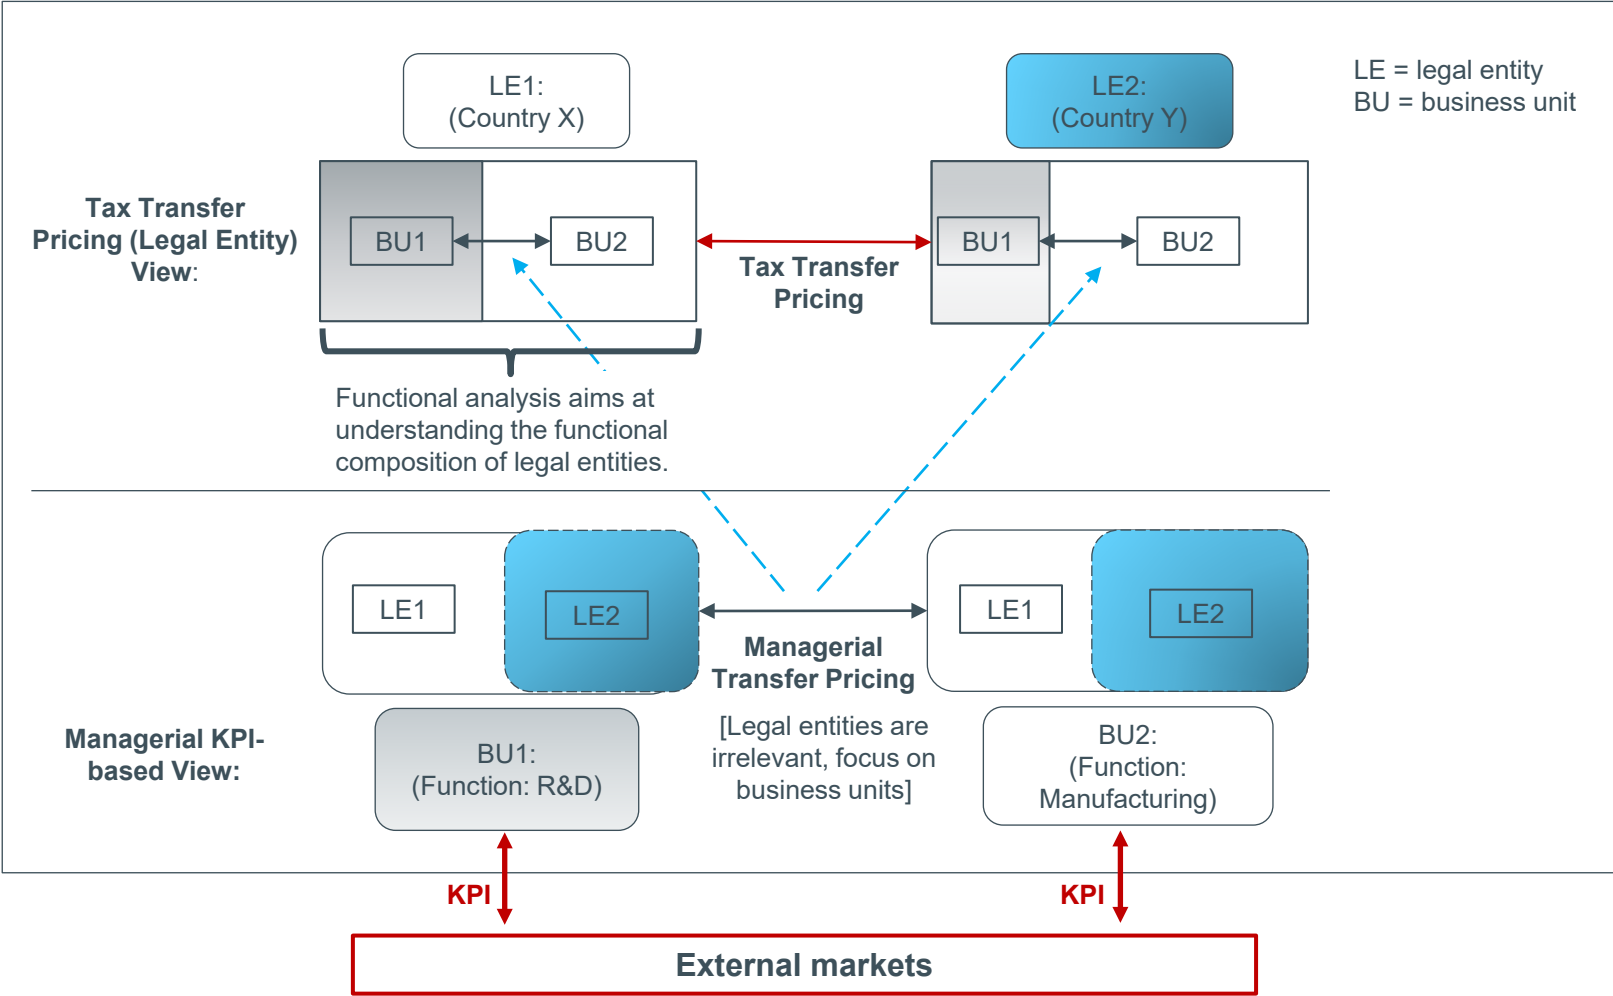 LE1:
(Country X)
LE2:
(Country Y)
LE = legal entity
BU = business unit
Tax Transfer
Pricing (Legal Entity)
View:
BU1
BU2
Tax Transfer
Pricing
BU1
BU2
Functional analysis aims at
understanding the functional
composition of legal entities.
LE1
LE2
Managerial
Transfer Pricing
[Legal entities are
irrelevant, focus on
business units]
LE1
LE2
Managerial KPI-
based View:
BU1:
(Function: R&D)
BU2:
(Function:
Manufacturing)
KPI
KPI
External markets